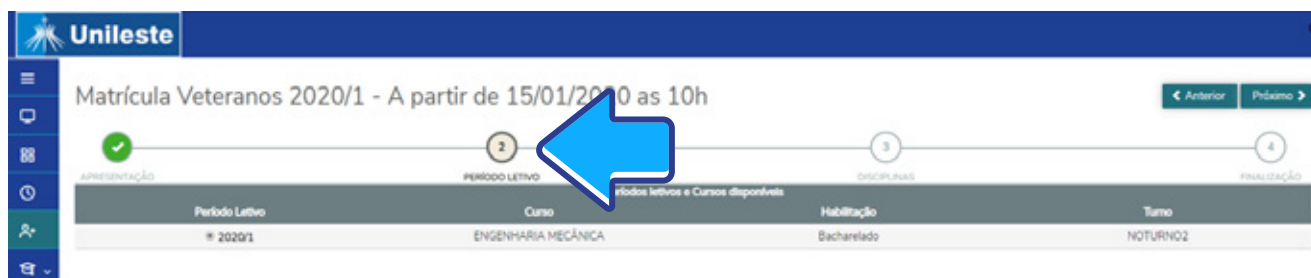 Unileste
Matrícula Veteranos 2020/1 - A partir de 15/01/2020 as 10h
Anterior
Próximo
2
3
4
APRESENTAÇÃO
PERÍODO LETIVO
DISCIPLINAS
FINALIZAÇÃO
letivos e Cursos disponíveis
Período Letivo
Curso
Habilitação
Turno
2020/1
ENGENHARIA MECÂNICA
Bacharelado
NOTURNO2